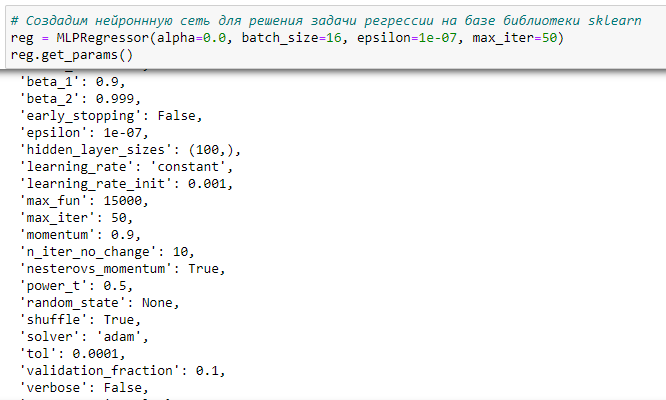 # Создадим нейроннную сеть для решения задачи регрессии на базе библиотеки sklearn
reg = MLPRegressor(alpha=0.0, batch_size=16, epsilon=1e-07, max_iter=50)
reg.get_params()
'beta_1': 0.9,
'beta_2': 0.999,
'early_stopping': False,
'epsilon': 1e-07,
'hidden_layer_sizes': (100,),
'learning_rate': 'constant',
'learning_rate_init': 0.001,
'max_fun': 15000,
'max_iter': 50,
'momentum': 0.9,
'n_iter_no_change': 10,
'nesterovs_momentum': True,
'power_t': 0.5,
'random_state': None,
'shuffle': True,
'solver': 'adam',
'tol': 0.0001,
'validation_fraction': 0.1,
'verbose': False,